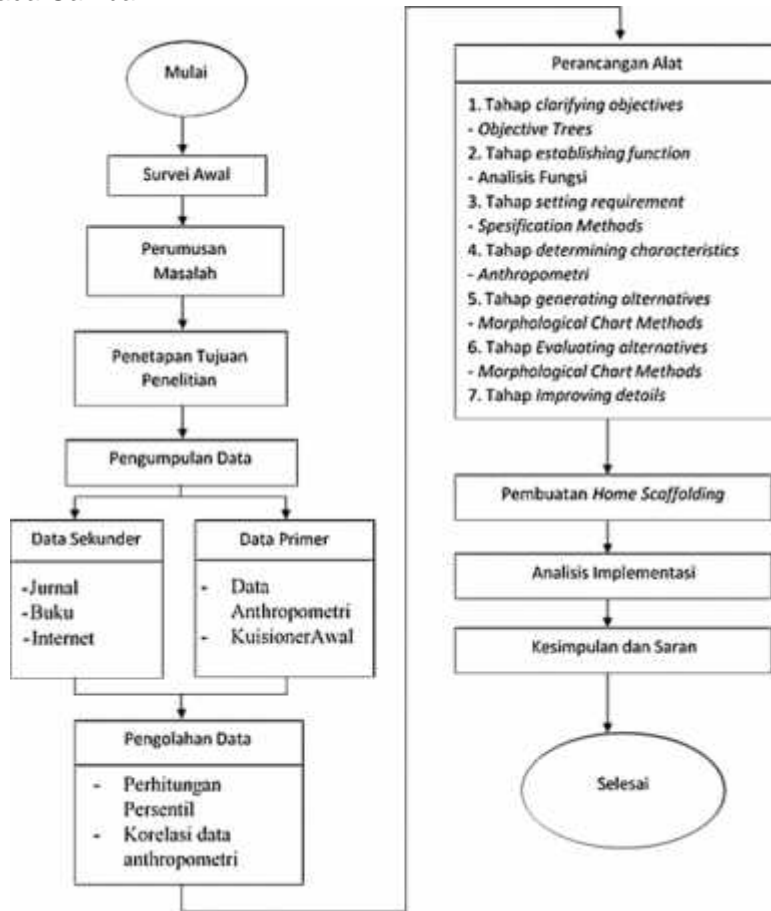 Mulai
Survei Awal
Perumusan
Masalah
Penetapan Tujuan
Penelitian
Pengumpulan Data
Data Sekunder
-Jurnal
-Buku
-Internet
Data Primer
- Data
Anthropometri
- KuisionerAwal
Pengolahan Data
- Perhitungan
Persentil
- Korelasi data
anthropometri
Perancangan Alat
1. Tahap clarifying objectives
- Objective Trees
2. Tahap establishing function
- Analisis Fungsi
3. Tahap setting requirement
- Spesification Methods
4. Tahap determining characteristics
- Anthropometri
5. Tahap generating alternatives
- Morphological Chart Methods
6. Tahap Evaluating alternatives
- Morphological Chart Methods
7. Tahap Improving details
Pembuatan Home Scaffolding
Analisis Implementasi
Kesimpulan dan Saran
Selesai